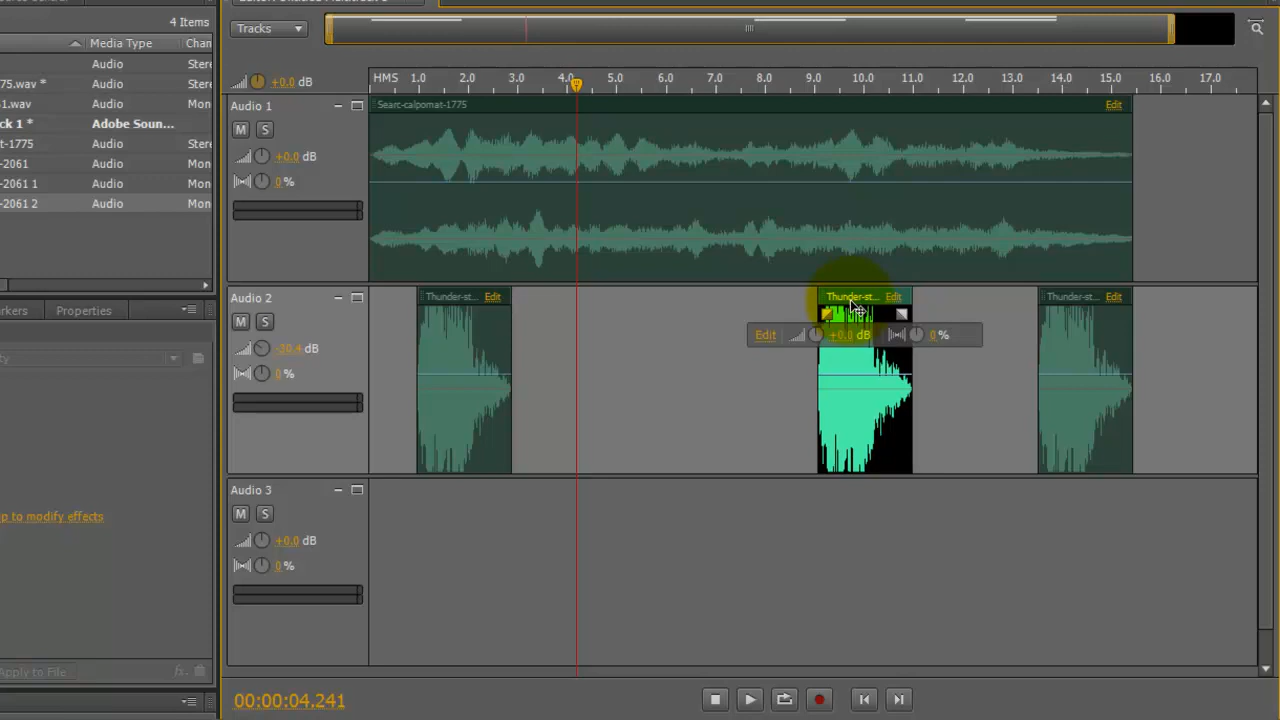 4 Items
Media Type Chan
Audio Stere
75.wav * Audio Stere
61.wav Audio Mon
ck 1 * Adobe Soun...
t-1775 Audio Stere
-2061 Audio Mon
-2061 1 Audio Mon
-2061 2 Audio Mon
rkers Properties
p to modify effects
Apply to File fx
Tracks
+0.0 dB
HMS 1.0 2.0 3.0 4.0 5.0 6.0 7.0 8.0 9.0 10.0 11.0 12.0 13.0 14.0 15.0 16.0 17.0
Audio 1
Searc-calpomat-1775 Edit
M S
+0.0 dB
0 %
Audio 2
Thunder-st... Edit
Thunder-st... Edit
Thunder-st... Edit
M S
-30.4 dB
0 %
Edit +0.0 dB 0 %
Audio 3
M S
+0.0 dB
0 %
00:00:04.241